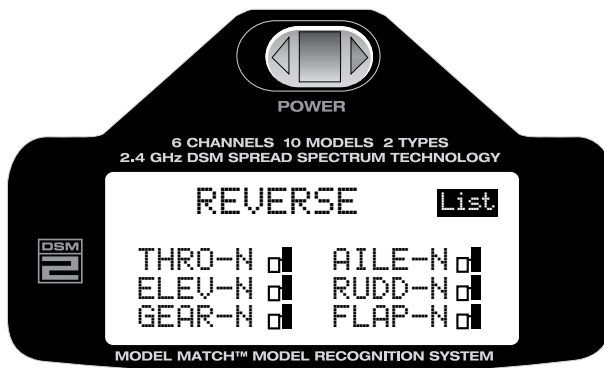 POWER
6 CHANNELS 10 MODELS 2 TYPES
2.4 GHz DSM SPREAD SPECTRUM TECHNOLOGY
REVERSE List
DSM
2
THRO-N AILE-N
ELEV-N RUDD-N
GEAR-N FLAP-N
MODEL MATCH™ MODEL RECOGNITION SYSTEM